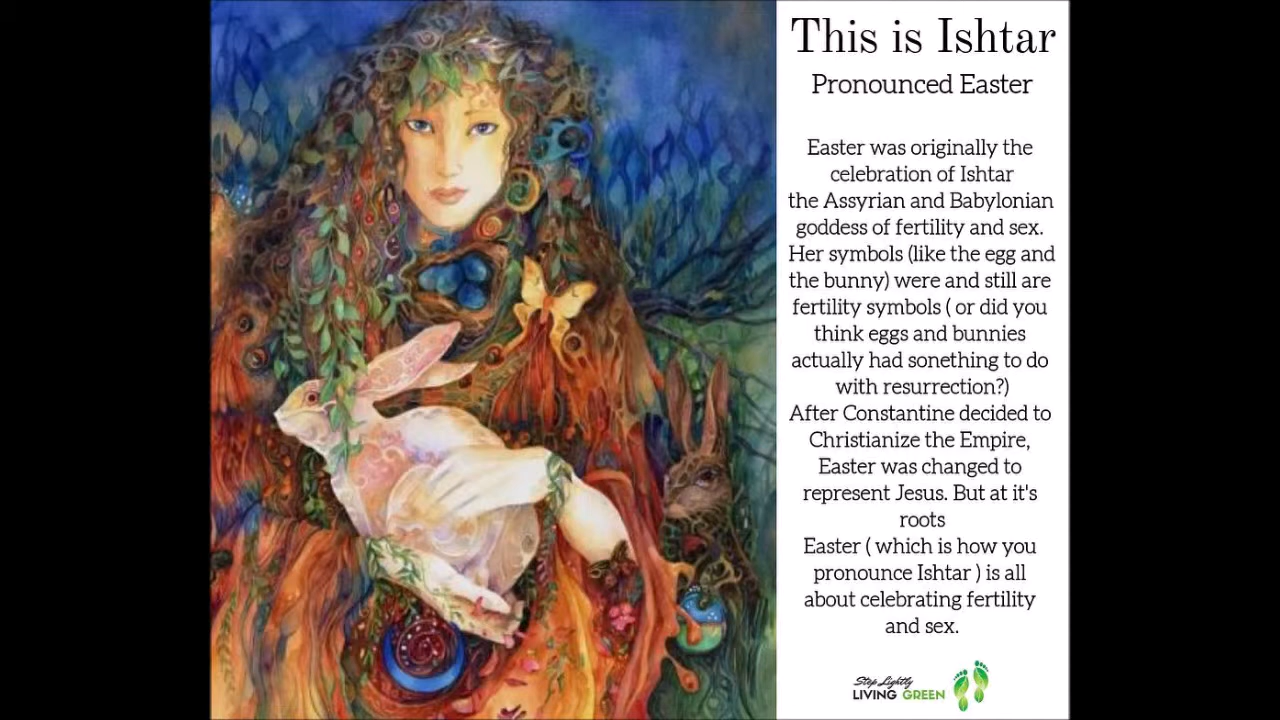 This is Ishtar
Pronounced Easter
Easter was originally the
celebration of Ishtar
the Assyrian and Babylonian
goddess of fertility and sex.
Her symbols (like the egg and
the bunny) were and still are
fertility symbols ( or did you
think eggs and bunnies
actually had sonething to do
with resurrection?)
After Constantine decided to
Christianize the Empire,
Easter was changed to
represent Jesus. But at it's
roots
Easter ( which is how you
pronounce Ishtar ) is all
about celebrating fertility
and sex.
Step Lightly
LIVING GREEN